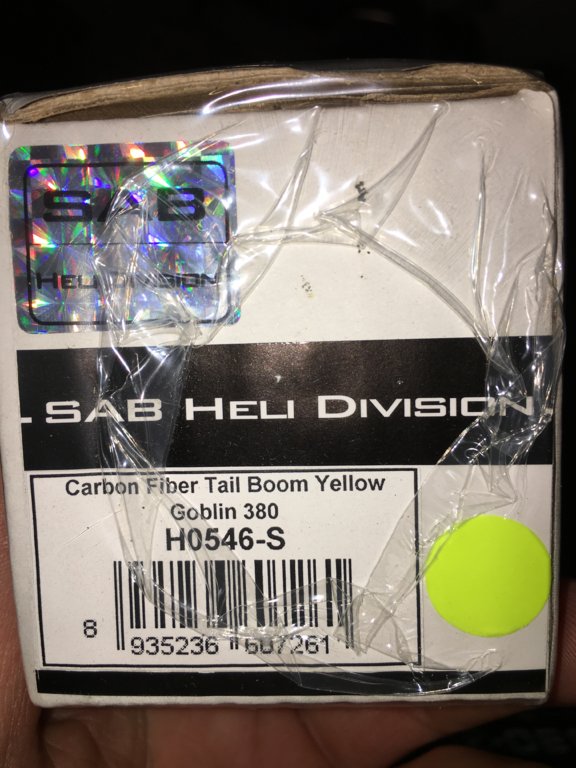 SAB
HELI DIVISION
SAB HELI DIVISION
Carbon Fiber Tail Boom Yellow
Goblin 380
H0546-S
8 935236 607261